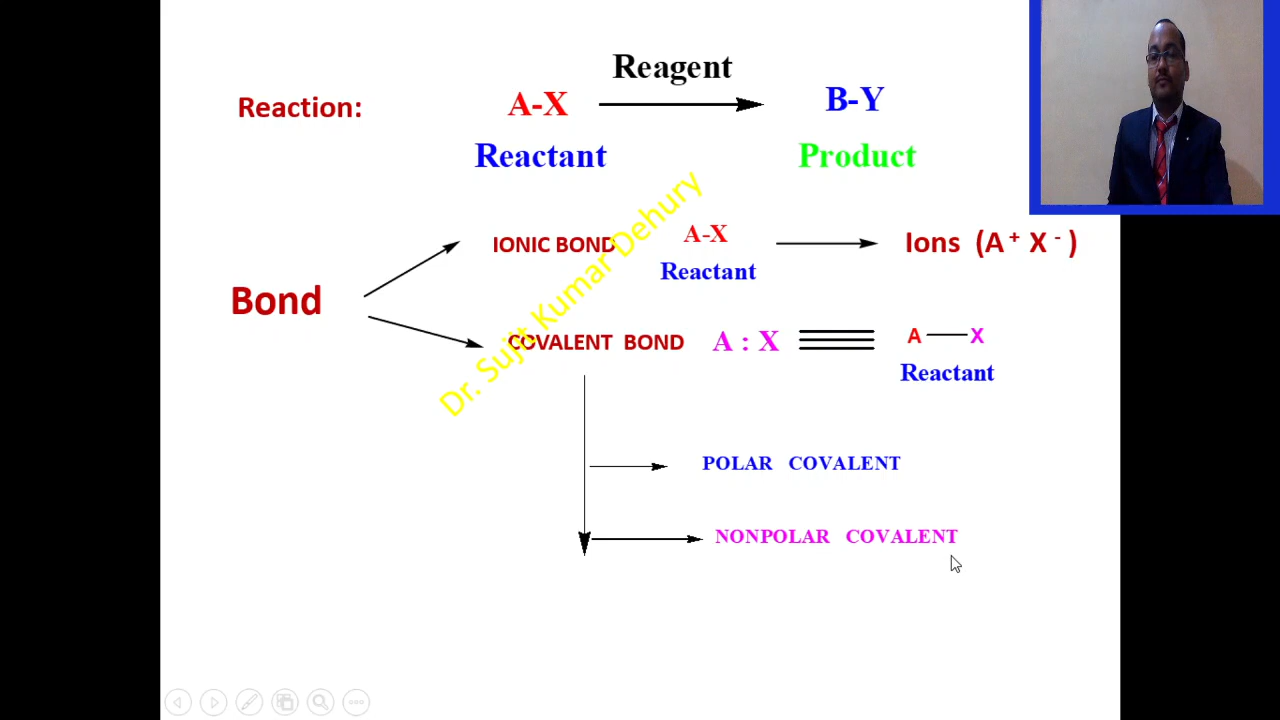 Reagent
Reaction: A-X B-Y
Reactant Product
IONIC BOND A-X Ions (A+ X-)
Reactant
Bond
COVALENT BOND A : X A X
Reactant
Dr. Sujit Kumar Dehury
POLAR COVALENT
NONPOLAR COVALENT